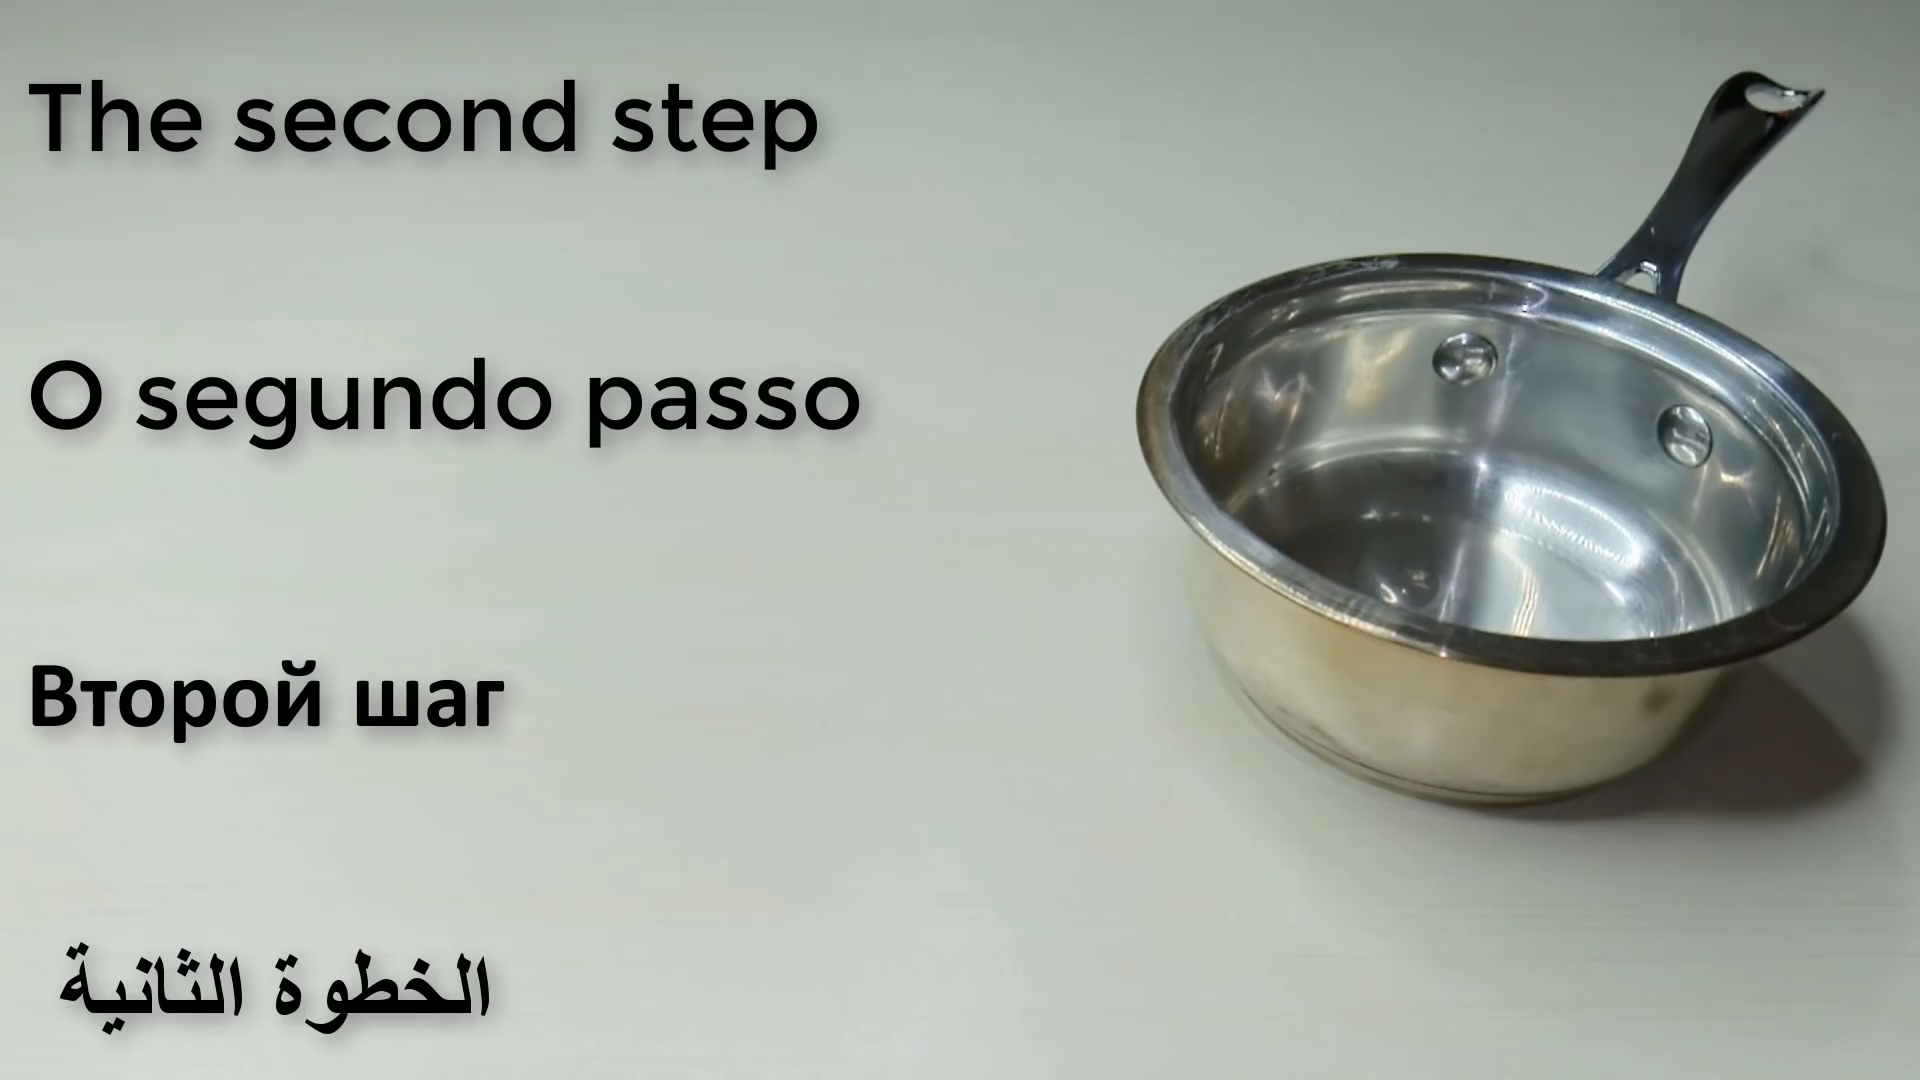 The second step
O segundo passo
Второй шаг
الخطوة الثانية